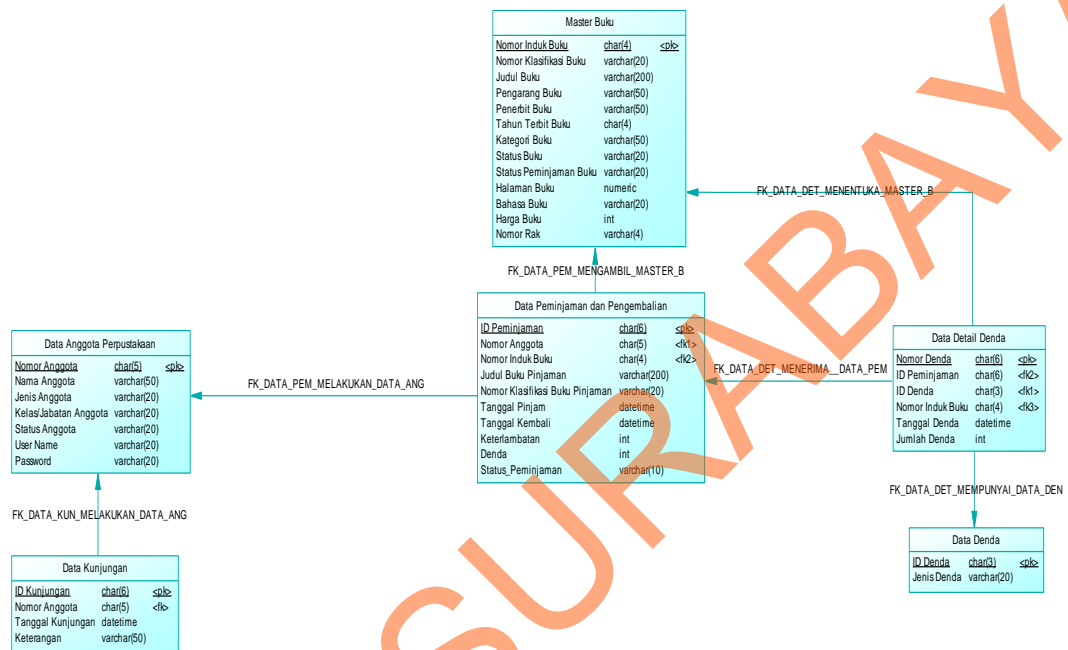 Master Buku
Nomor Induk Buku char(4) <pk>
Nomor Klasifikasi Buku varchar(20)
Judul Buku varchar(200)
Pengarang Buku varchar(50)
Penerbit Buku varchar(50)
Tahun Terbit Buku char(4)
Kategori Buku varchar(50)
Status Buku varchar(20)
Status Peminjaman Buku varchar(20)
Halaman Buku numeric
Bahasa Buku varchar(20)
Harga Buku int
Nomor Rak varchar(4)
FK_DATA_DET_MENENTUKA_MASTER_B
FK_DATA_PEM_MENGAMBIL_MASTER_B
Data Peminjaman dan Pengembalian
ID Peminjaman char(6) <pk>
Nomor Anggota char(5) <fk1>
Nomor Induk Buku char(4) <fk2>
Judul Buku Pinjaman varchar(200)
Nomor Klasifikasi Buku Pinjaman varchar(20)
Tanggal Pinjam datetime
Tanggal Kembali datetime
Keterlambatan int
Denda int
Status_Peminjaman varchar(10)
Data Anggota Perpustakaan
Nomor Anggota char(5) <pk>
Nama Anggota varchar(50)
Jenis Anggota varchar(20)
Kelas/Jabatan Anggota varchar(20)
Status Anggota varchar(20)
User Name varchar(20)
Password varchar(20)
FK_DATA_PEM_MELAKUKAN_DATA_ANG
FK_DATA_DET_MENERIMA__DATA_PEM
Data Detail Denda
Nomor Denda char(6) <pk>
ID Peminjaman char(6) <fk2>
ID Denda char(3) <fk1>
Nomor Induk Buku char(4) <fk3>
Tanggal Denda datetime
Jumlah Denda int
FK_DATA_DET_MEMPUNYAI_DATA_DEN
Data Denda
ID Denda char(3) <pk>
Jenis Denda varchar(20)
FK_DATA_KUN_MELAKUKAN_DATA_ANG
Data Kunjungan
ID Kunjungan char(6) <pk>
Nomor Anggota char(5) <fk>
Tanggal Kunjungan datetime
Keterangan varchar(50)
SURABAY